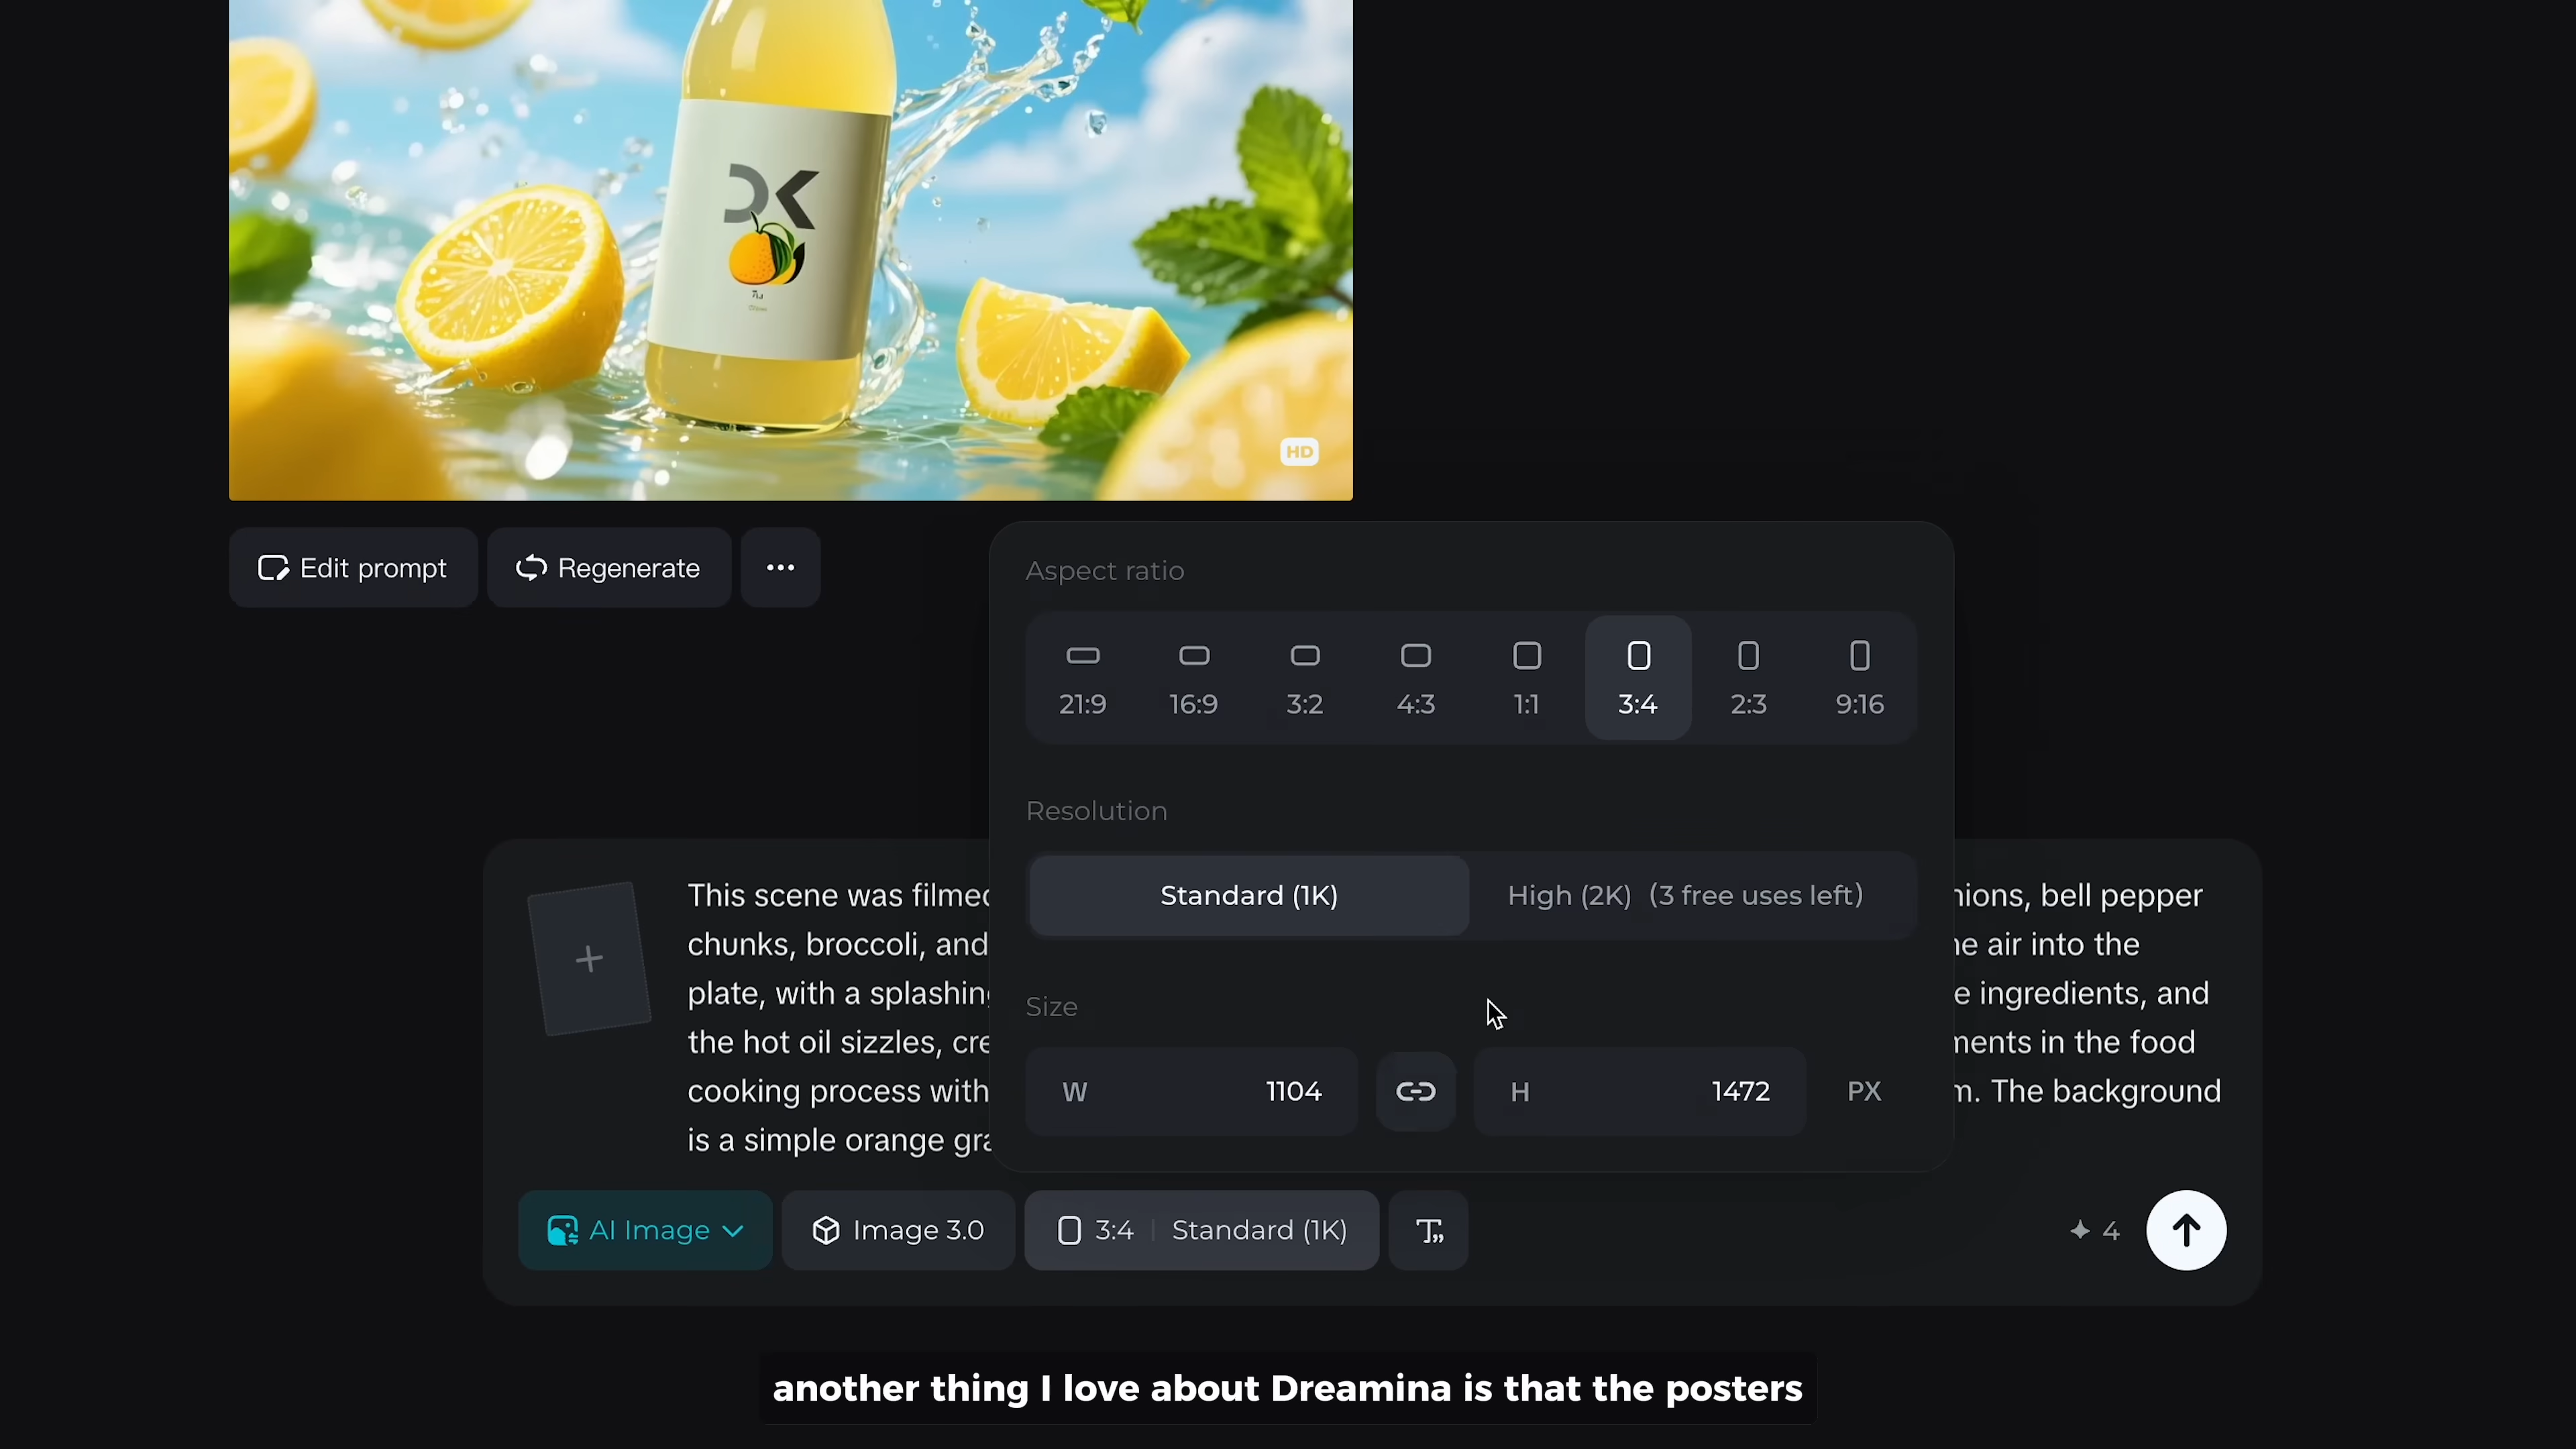 DK
HD
Edit prompt
Regenerate
Aspect ratio
21:9
16:9
3:2
4:3
1:1
3:4
2:3
9:16
Resolution
Standard (1K)
High (2K) (3 free uses left)
Size
W 1104
H 1472
PX
This scene was filmed nions, bell pepper
chunks, broccoli, and he air into the
plate, with a splashing e ingredients, and
the hot oil sizzles, cre ments in the food
cooking process with m. The background
is a simple orange gra
AI Image
Image 3.0
3:4 | Standard (1K)
T
4
another thing I love about Dreamina is that the posters